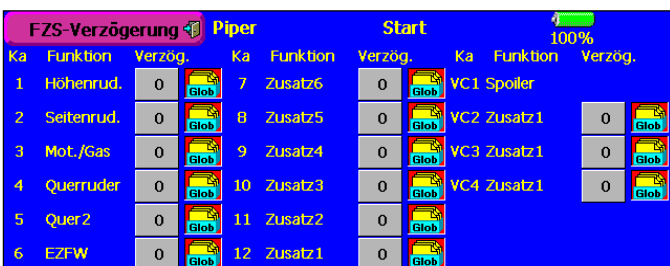 FZS-Verzögerung Piper Start 100%
Ka Funktion Verzög. Ka Funktion Verzög. Ka Funktion Verzög.
1 Höhenrud. 0 Glob 7 Zusatz6 0 Glob VC1 Spoiler
2 Seitenrud. 0 Glob 8 Zusatz5 0 Glob VC2 Zusatz1 0 Glob
3 Mot./Gas 0 Glob 9 Zusatz4 0 Glob VC3 Zusatz1 0 Glob
4 Querruder 0 Glob 10 Zusatz3 0 Glob VC4 Zusatz1 0 Glob
5 Quer2 0 Glob 11 Zusatz2 0 Glob
6 EZFW 0 Glob 12 Zusatz1 0 Glob